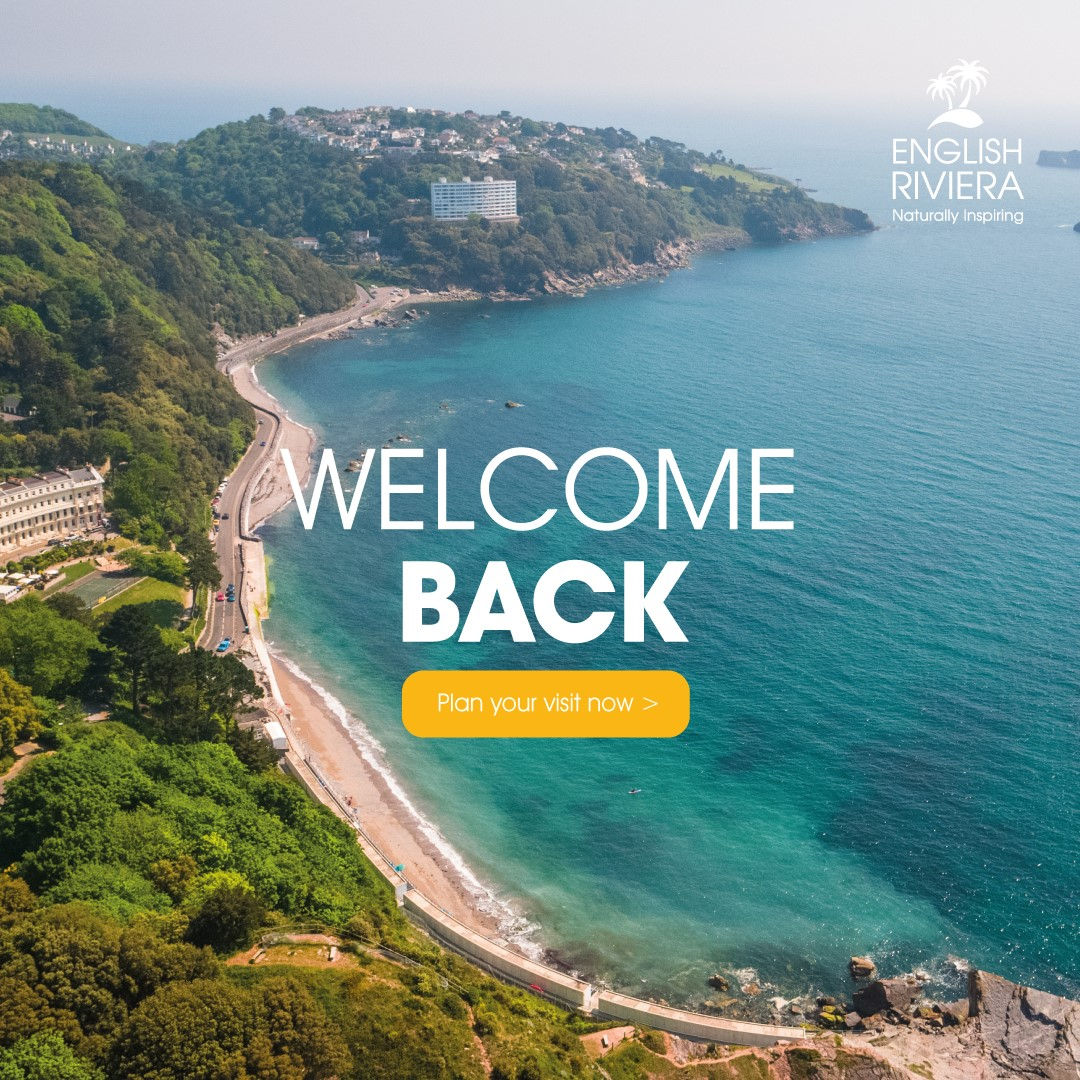 ENGLISH
RIVIERA
Naturally Inspiring
WELCOME
BACK
Plan your visit now >